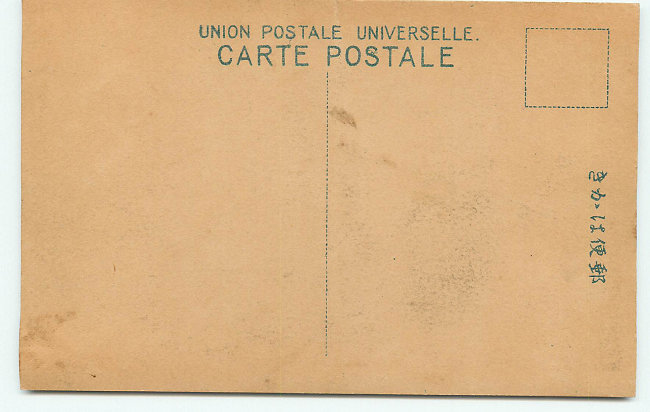 UNION POSTALE UNIVERSELLE.
CARTE POSTALE
きかは便郵